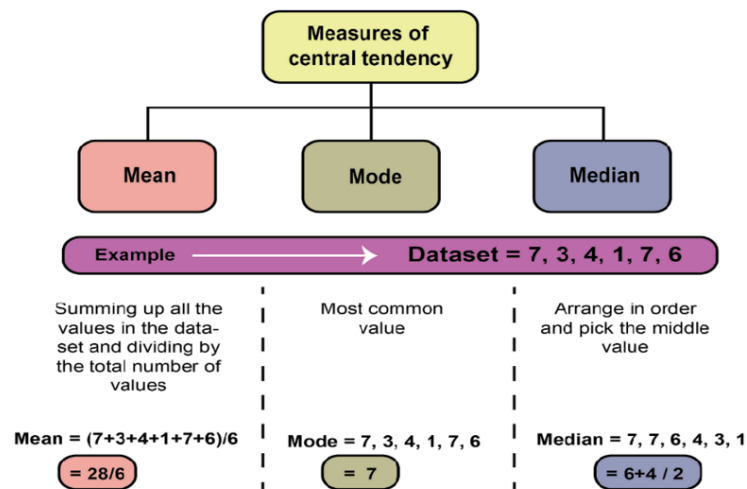 Measures of
central tendency
Mean
Mode
Median
Example
Dataset = 7, 3, 4, 1, 7, 6
Summing up all the
values in the data-
set and dividing by
the total number of
values
Most common
value
Arrange in order
and pick the middle
value
Mean = (7+3+4+1+7+6)/6
= 28/6
Mode = 7, 3, 4, 1, 7, 6
= 7
Median = 7, 7, 6, 4, 3, 1
= 6+4 / 2